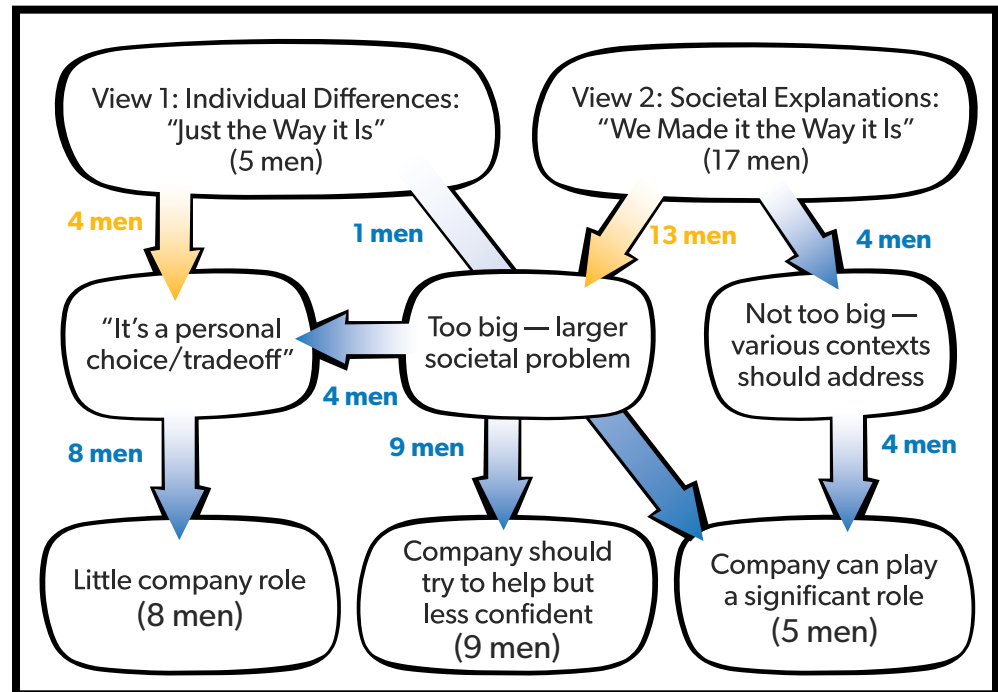 View 1: Individual Differences:
“Just the Way it Is”
(5 men)
View 2: Societal Explanations:
“We Made it the Way it Is”
(17 men)
4 men
1 men
13 men
4 men
“It’s a personal
choice/tradeoff”
Too big — larger
societal problem
Not too big —
various contexts
should address
4 men
8 men
9 men
4 men
Little company role
(8 men)
Company should
try to help but
less confident
(9 men)
Company can play
a significant role
(5 men)